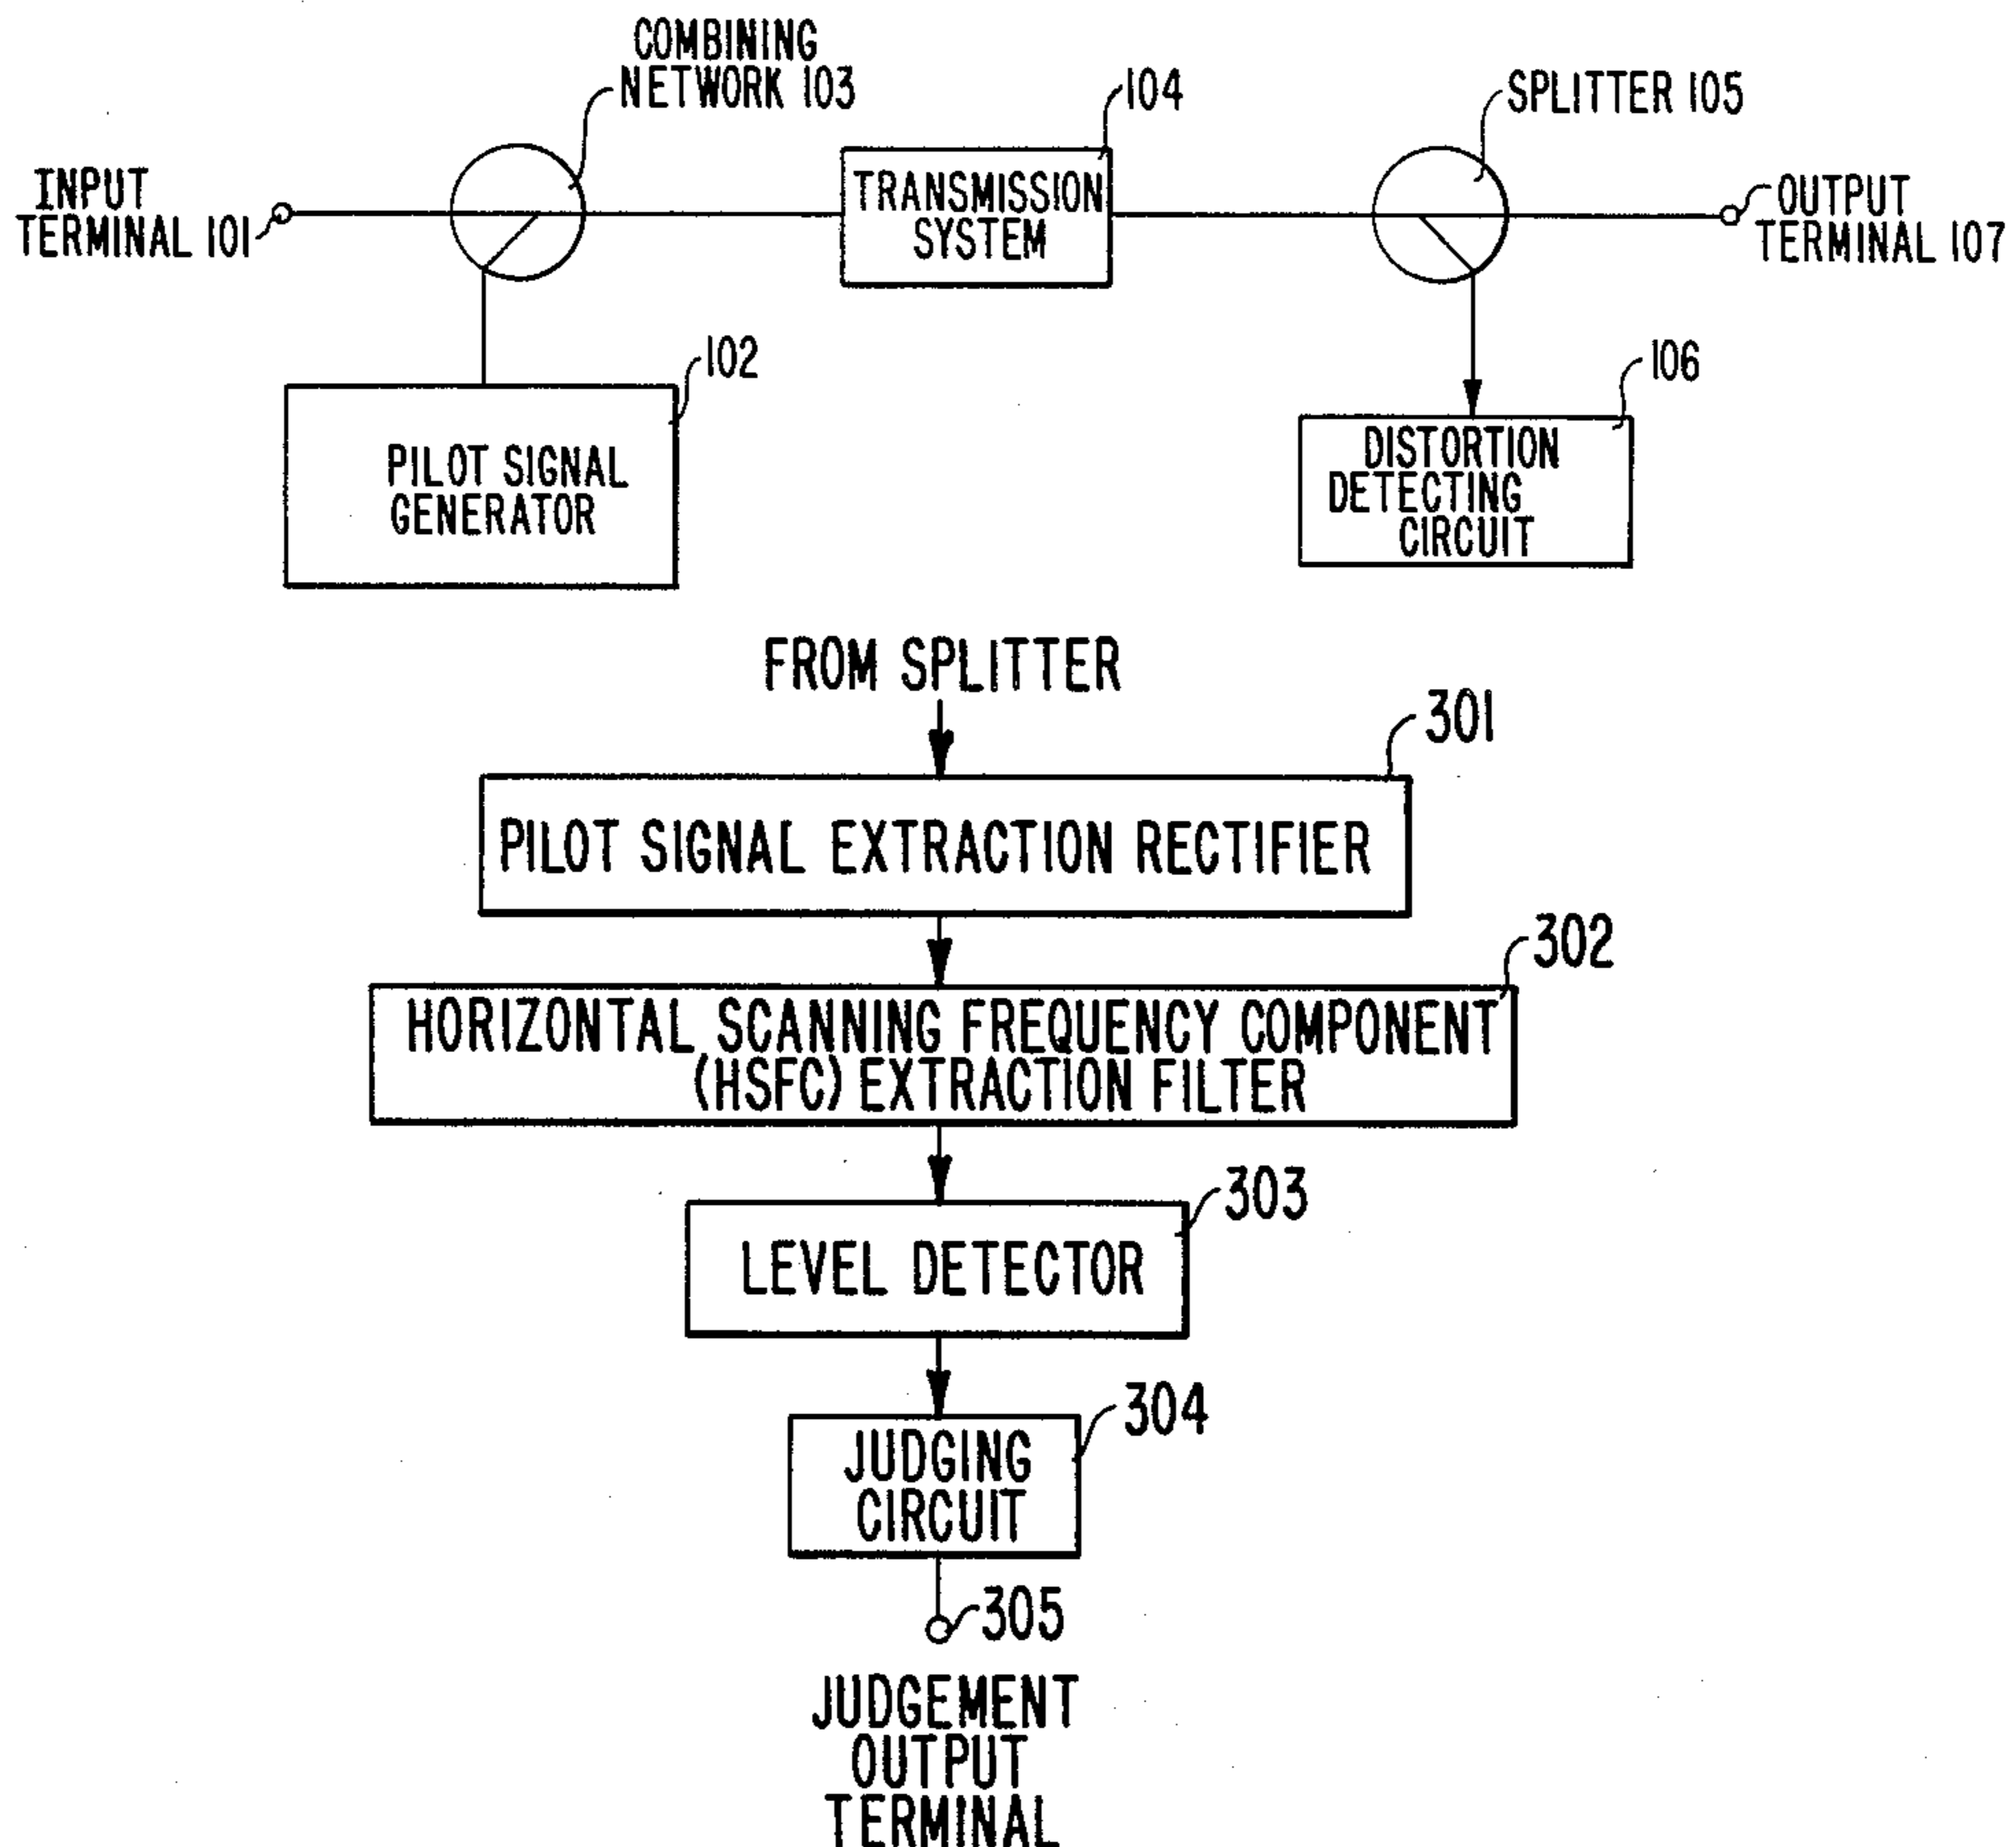 COMBINING
NETWORK 103
104
SPLITTER 105
INPUT
TERMINAL 101
TRANSMISSION
SYSTEM
OUTPUT
TERMINAL 107
102
106
PILOT SIGNAL
GENERATOR
DISTORTION
DETECTING
CIRCUIT
FROM SPLITTER
301
PILOT SIGNAL EXTRACTION RECTIFIER
302
HORIZONTAL SCANNING FREQUENCY COMPONENT
(HSFC) EXTRACTION FILTER
303
LEVEL DETECTOR
304
JUDGING
CIRCUIT
305
JUDGEMENT
OUTPUT
TERMINAL